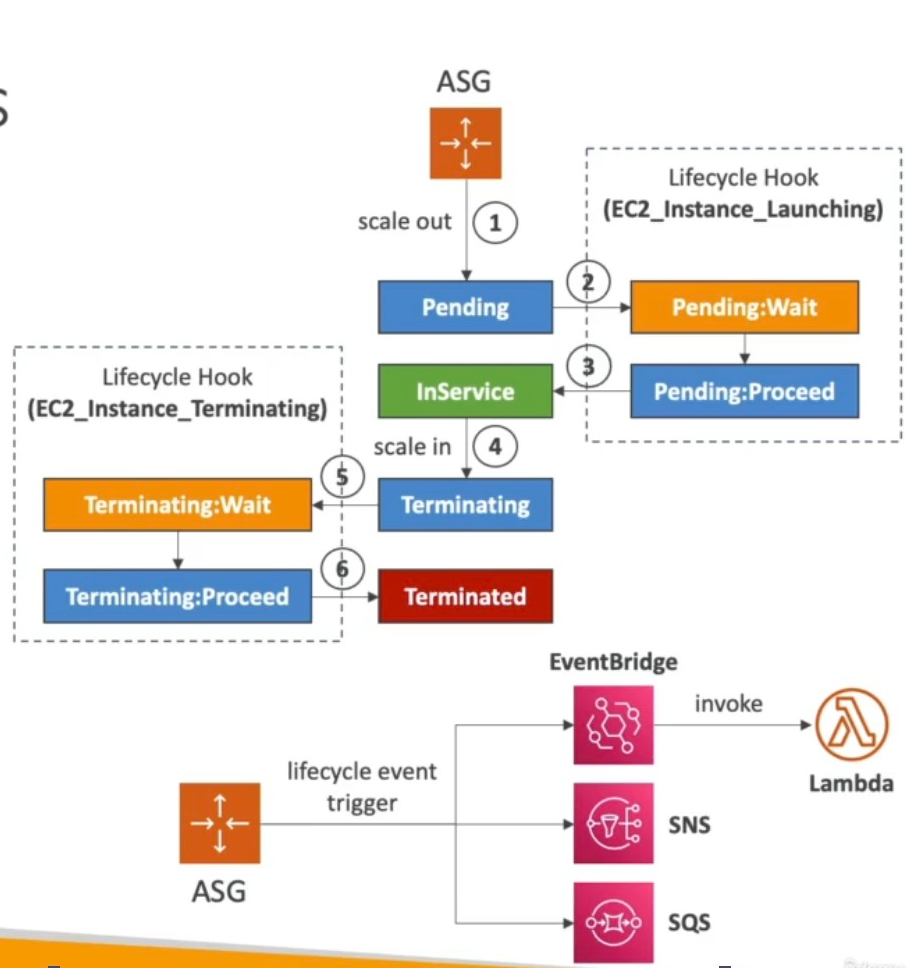 S
ASG
scale out
1
Lifecycle Hook
(EC2_Instance_Launching)
Pending
2
Pending:Wait
InService
3
Pending:Proceed
Lifecycle Hook
(EC2_Instance_Terminating)
scale in
4
Terminating:Wait
5
Terminating
Terminating:Proceed
6
Terminated
EventBridge
invoke
Lambda
lifecycle event
trigger
SNS
ASG
SQS